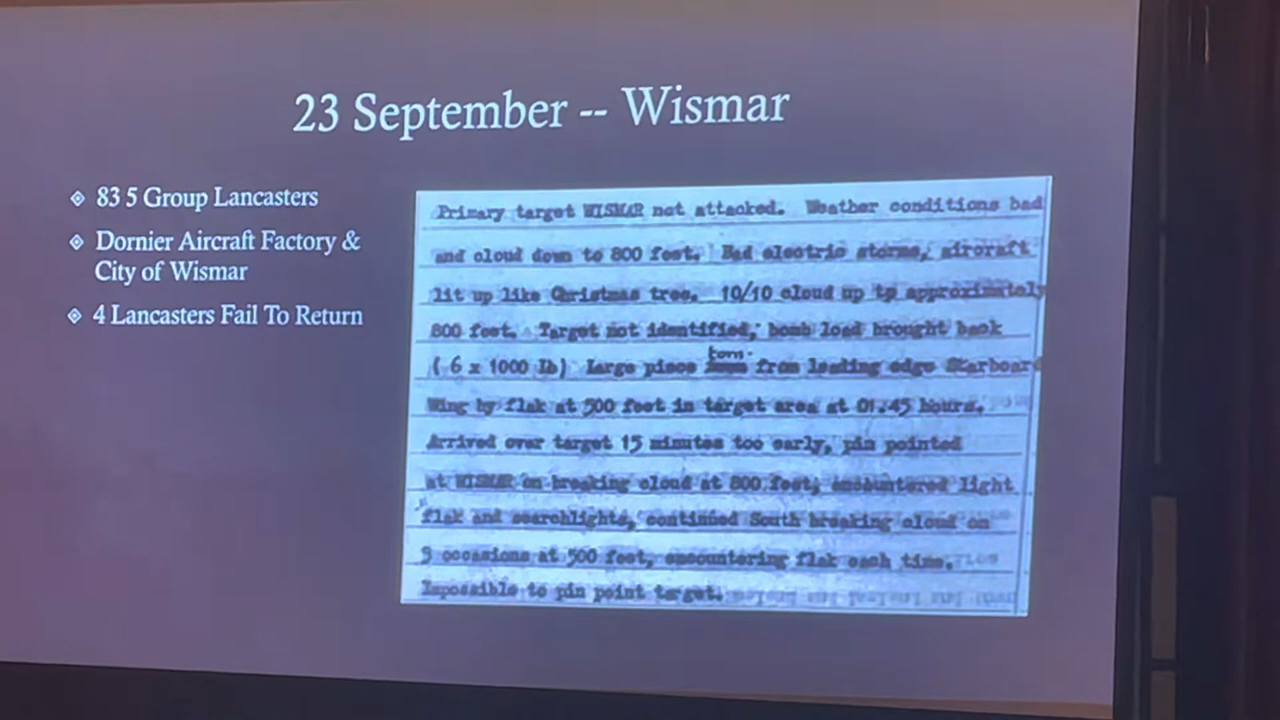 23 September -- Wismar
83 5 Group Lancasters
Dornier Aircraft Factory &
City of Wismar
4 Lancasters Fail To Return
Primary target WISMAR not attacked. Weather conditions bad
and cloud down to 800 feet. Bad electric storms, aircraft
lit up like Christmas tree. 10/10 cloud up to approximately
800 feet. Target not identified, bomb load brought back
torn.
( 6 x 1000 lb) Large piece from leading edge Starboard
Wing by flak at 500 feet in target area at 01.45 hours.
Arrived over target 15 minutes too early, pin pointed
at WISMAR on breaking cloud at 800 feet, encountered light
flak and searchlights, continued South breaking cloud on
occasions at 500 feet, encountering flak each time.
Impossible to pin point target.